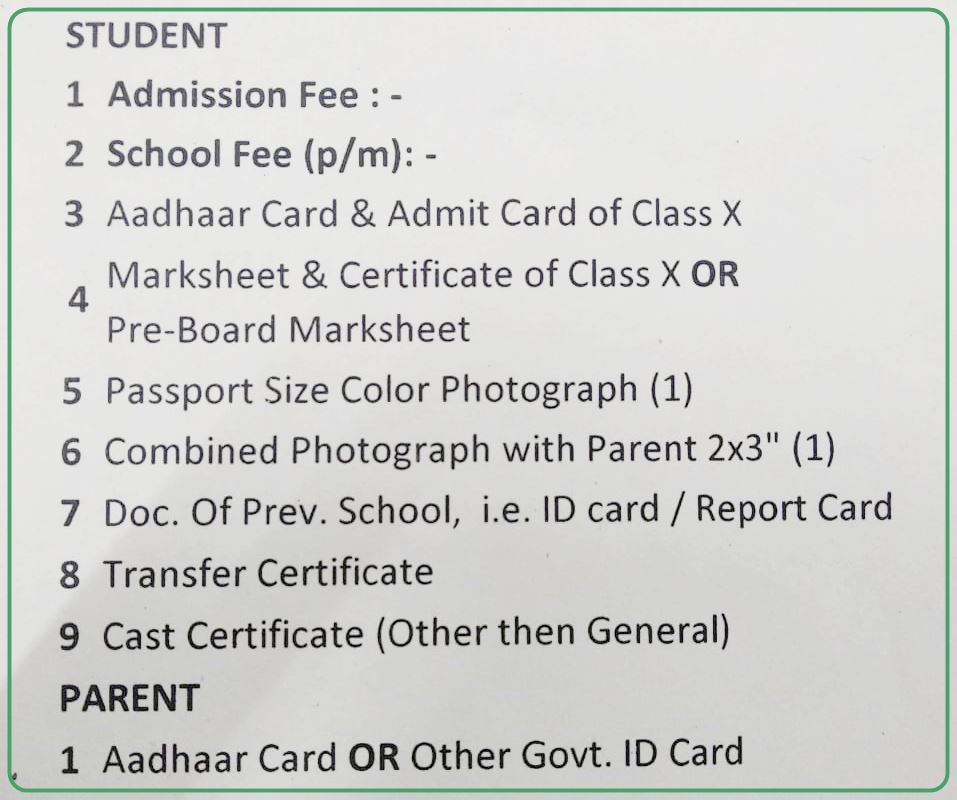 STUDENT
1 Admission Fee : -
2 School Fee (p/m): -
3 Aadhaar Card & Admit Card of Class X
4 Marksheet & Certificate of Class X OR
Pre-Board Marksheet
5 Passport Size Color Photograph (1)
6 Combined Photograph with Parent 2x3" (1)
7 Doc. Of Prev. School, i.e. ID card / Report Card
8 Transfer Certificate
9 Cast Certificate (Other then General)
PARENT
1 Aadhaar Card OR Other Govt. ID Card